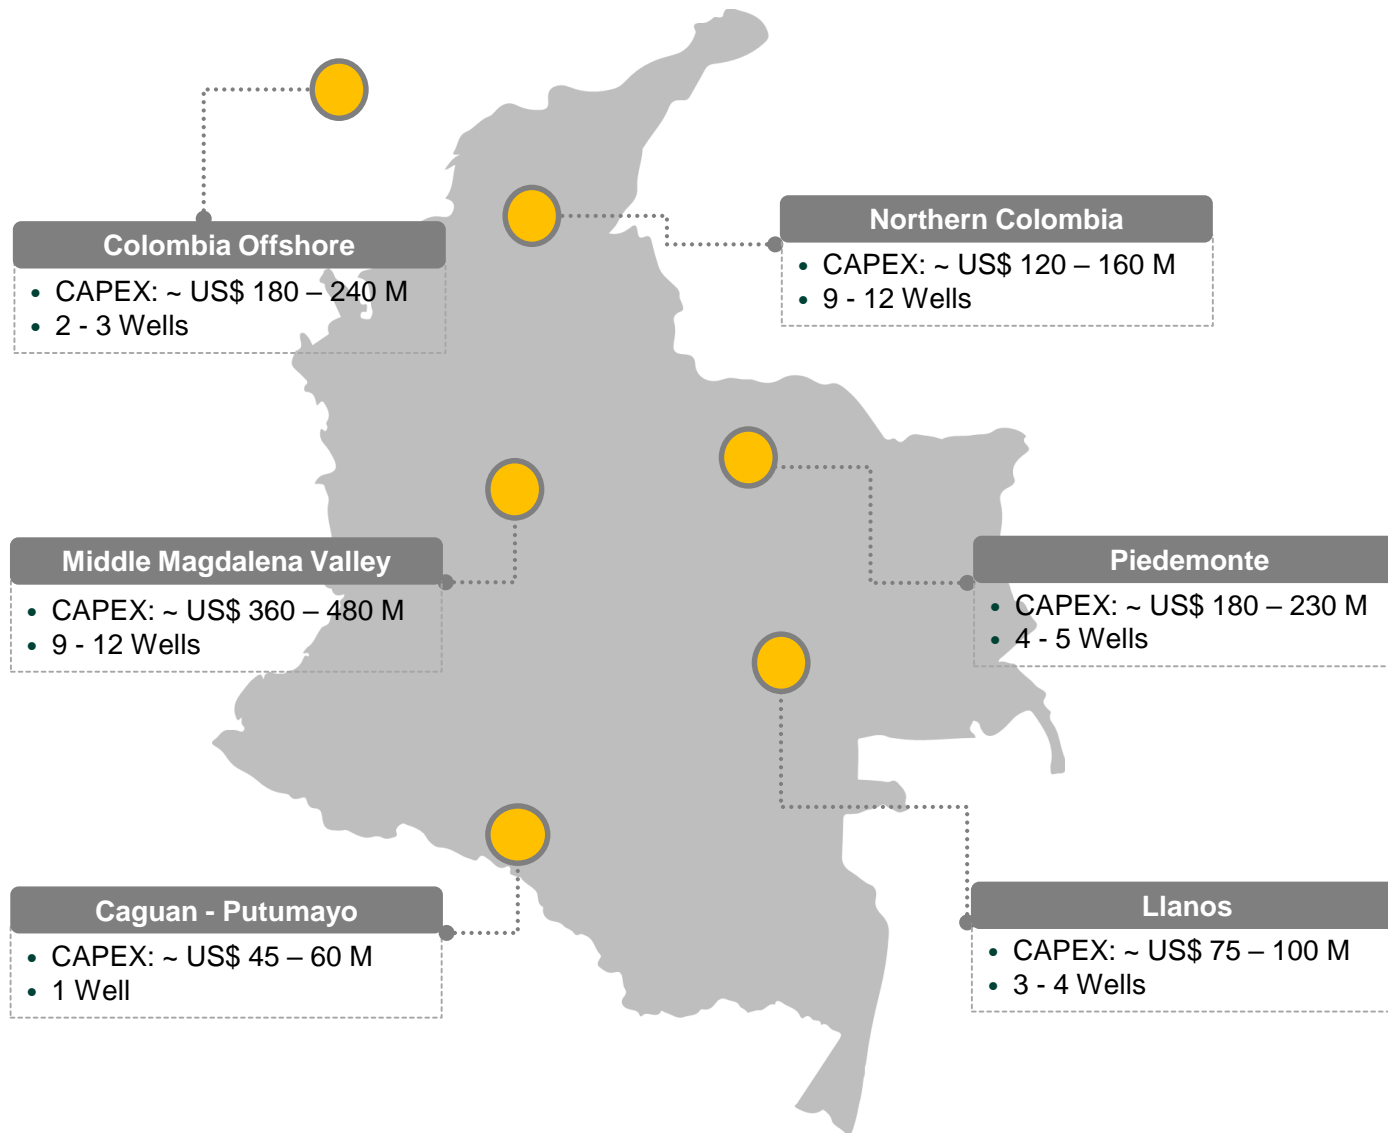 Colombia Offshore
• CAPEX: ~ US$ 180 – 240 M
• 2 - 3 Wells
Northern Colombia
• CAPEX: ~ US$ 120 – 160 M
• 9 - 12 Wells
Middle Magdalena Valley
• CAPEX: ~ US$ 360 – 480 M
• 9 - 12 Wells
Piedemonte
• CAPEX: ~ US$ 180 – 230 M
• 4 - 5 Wells
Caguan - Putumayo
• CAPEX: ~ US$ 45 – 60 M
• 1 Well
Llanos
• CAPEX: ~ US$ 75 – 100 M
• 3 - 4 Wells